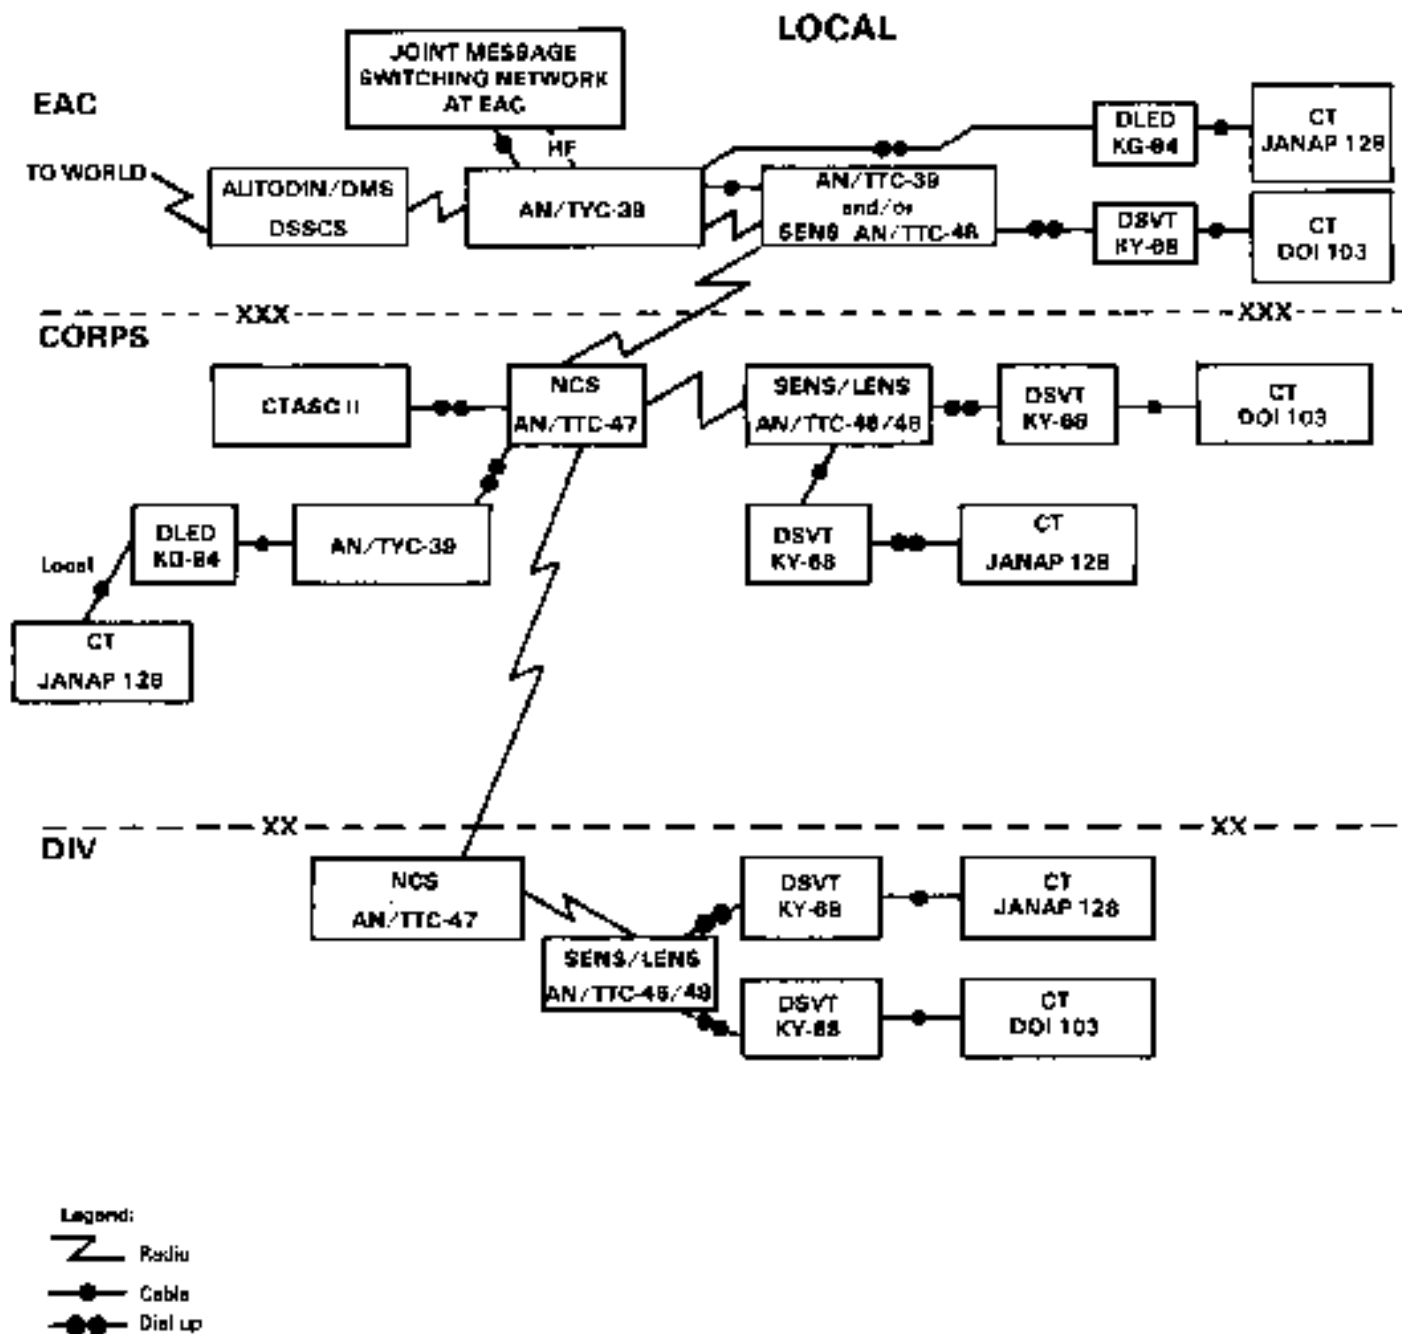 LOCAL
JOINT MESSAGE
SWITCHING NETWORK
AT EAC
EAC
HF
TO WORLD
AUTODIN/DMS
DSSCS
AN/TYC-39
AN/TTC-39
and/or
SENS AN/TTC-48
DLED
KG-84
CT
JANAP 128
DSVT
KY-68
CT
DOI 103
XXX
XXX
CORPS
CTASC II
NCS
AN/TTC-47
SENS/LENS
AN/TTC-46/48
DSVT
KY-68
CT
DOI 103
Local
DLED
KG-84
AN/TYC-39
DSVT
KY-68
CT
JANAP 128
CT
JANAP 128
XX
XX
DIV
NCS
AN/TTC-47
SENS/LENS
AN/TTC-46/48
DSVT
KY-68
CT
JANAP 128
DSVT
KY-68
CT
DOI 103
Legend:
Radio
Cable
Dial up